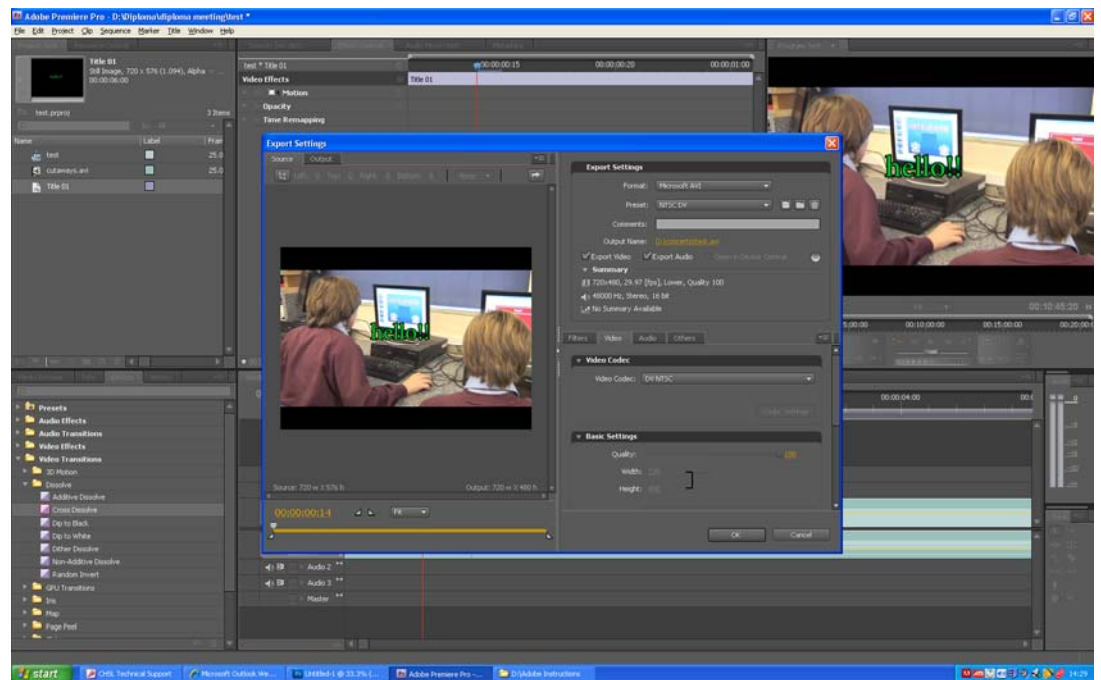 Adobe Premiere Pro - D:\Diploma\diploma meeting\test *
File Edit Project Clip Sequence Marker Title Window Help
Title 01
Still Image, 720 x 576 (1.094), Alpha
00:00:06:00
test.prproj
3 Items
Name
Label
test
25.0
cutaways.avi
25.0
Title 01
test * Title 01
00:00:00:15
00:00:00:20
00:00:01:00
Video Effects
Title 01
Motion
Opacity
Time Remapping
hello!!
00:10:45:20
5:00:00
00:10:00:00
00:15:00:00
00:20:00:0
Export Settings
Source
Output
Source: 720 w X 576 h
Output: 720 w X 480 h
hello!!
00:00:00:14
Fit
Export Settings
Format: Microsoft AVI
Preset: NTSC DV
Comments:
Output Name:
Export Video
Export Audio
Summary
720x480, 29.97 [fps], Lower, Quality 100
48000 Hz, Stereo, 16 bit
No Summary Available
Filters
Video
Audio
Others
Video Codec
Video Codec: DV NTSC
Codec Settings
Basic Settings
Quality: 100
Width:
Height:
OK
Cancel
Presets
Audio Effects
Audio Transitions
Video Effects
Video Transitions
3D Motion
Dissolve
Additive Dissolve
Cross Dissolve
Dip to Black
Dip to White
Dither Dissolve
Non-Additive Dissolve
Random Invert
GPU Transitions
Iris
Map
Page Peel
00:00:04:00
Audio 2
Audio 3
Master
start
CHSL Technical Support
Microsoft Outlook We...
Untitled-1 @ 33.3% (...
Adobe Premiere Pro -...
D:\Adobe Instructions
14:29